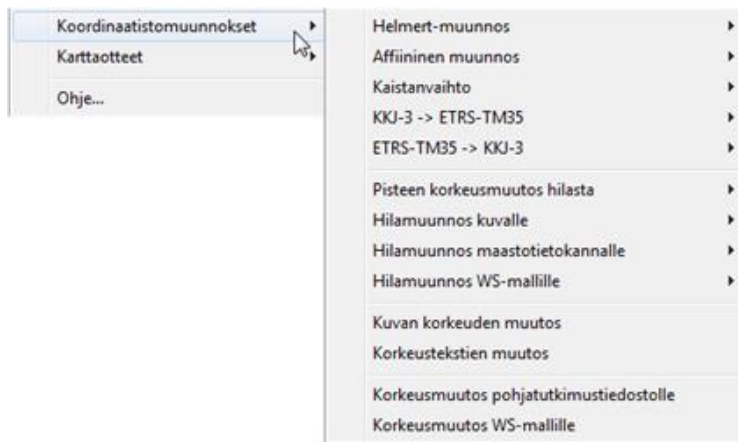 Koordinaatistomuunnokset
Karttaotteet
Ohje...
Helmert-muunnos
Affiininen muunnos
Kaistanvaihto
KKJ-3 -> ETRS-TM35
ETRS-TM35 -> KKJ-3
Pisteen korkeusmuutos hilasta
Hilamuunnos kuvalle
Hilamuunnos maastotietokannalle
Hilamuunnos WS-mallille
Kuvan korkeuden muutos
Korkeustekstien muutos
Korkeusmuutos pohjatutkimustiedostolle
Korkeusmuutos WS-mallille